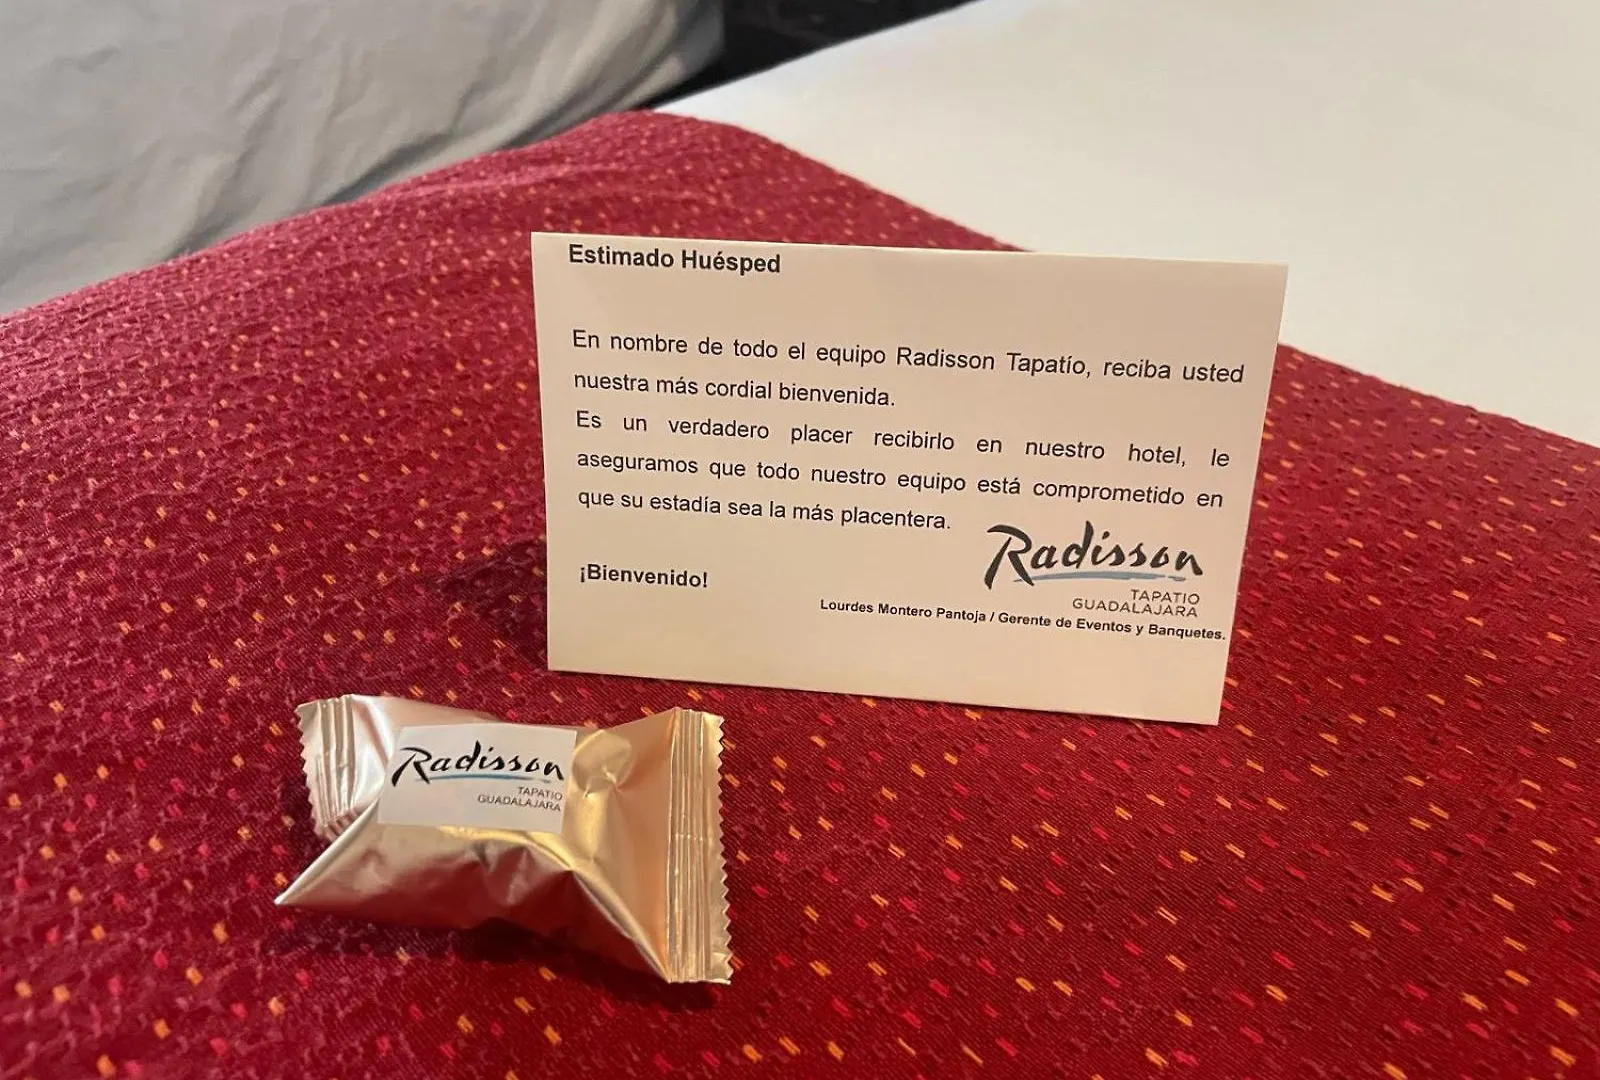 Estimado Huésped
En nombre de todo el equipo Radisson Tapatío, reciba usted
nuestra más cordial bienvenida.
Es un verdadero placer recibirlo en nuestro hotel, le
aseguramos que todo nuestro equipo está comprometido en
que su estadía sea la más placentera.
¡Bienvenido!
Radisson
TAPATIO
GUADALAJARA
Lourdes Montero Pantoja / Gerente de Eventos y Banquetes.
Radisson
TAPATIO
GUADALAJARA